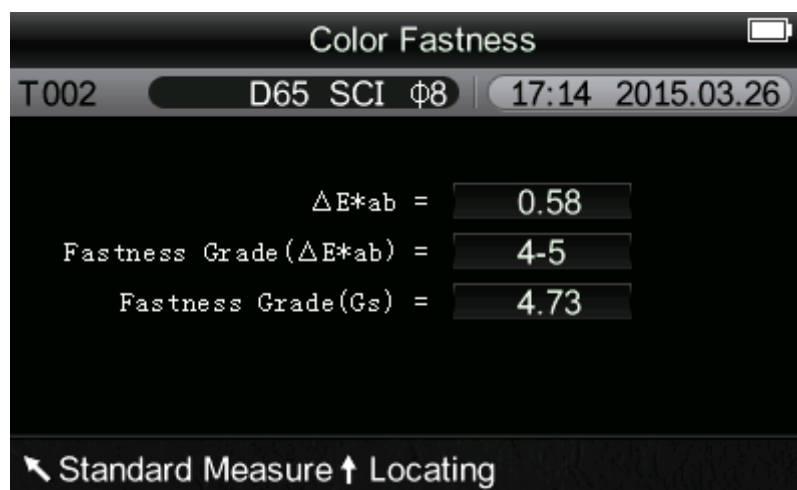 Color Fastness
T002 D65 SCI Φ8 17:14 2015.03.26
△E*ab = 0.58
Fastness Grade(△E*ab) = 4-5
Fastness Grade(Gs) = 4.73
Standard Measure Locating